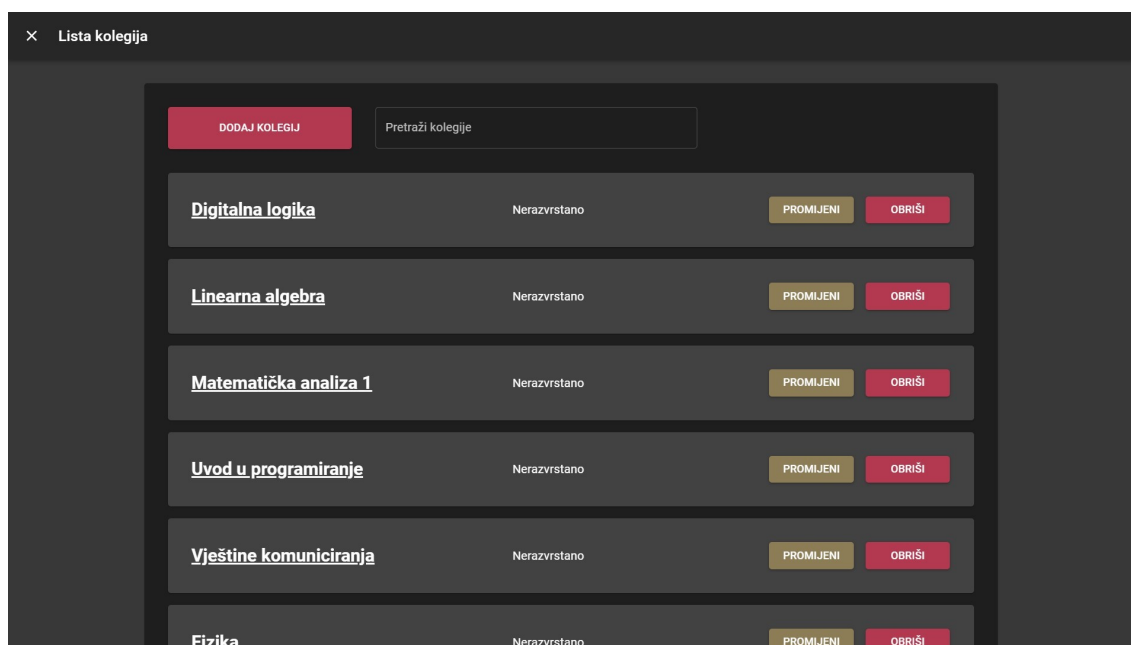 × Lista kolegija
DODAJ KOLEGIJ Pretraži kolegije
Digitalna logika Nerazvrstano PROMIJENI OBRIŠI
Linearna algebra Nerazvrstano PROMIJENI OBRIŠI
Matematička analiza 1 Nerazvrstano PROMIJENI OBRIŠI
Uvod u programiranje Nerazvrstano PROMIJENI OBRIŠI
Vještine komuniciranja Nerazvrstano PROMIJENI OBRIŠI
Fizika Nerazvrstano PROMIJENI OBRIŠI